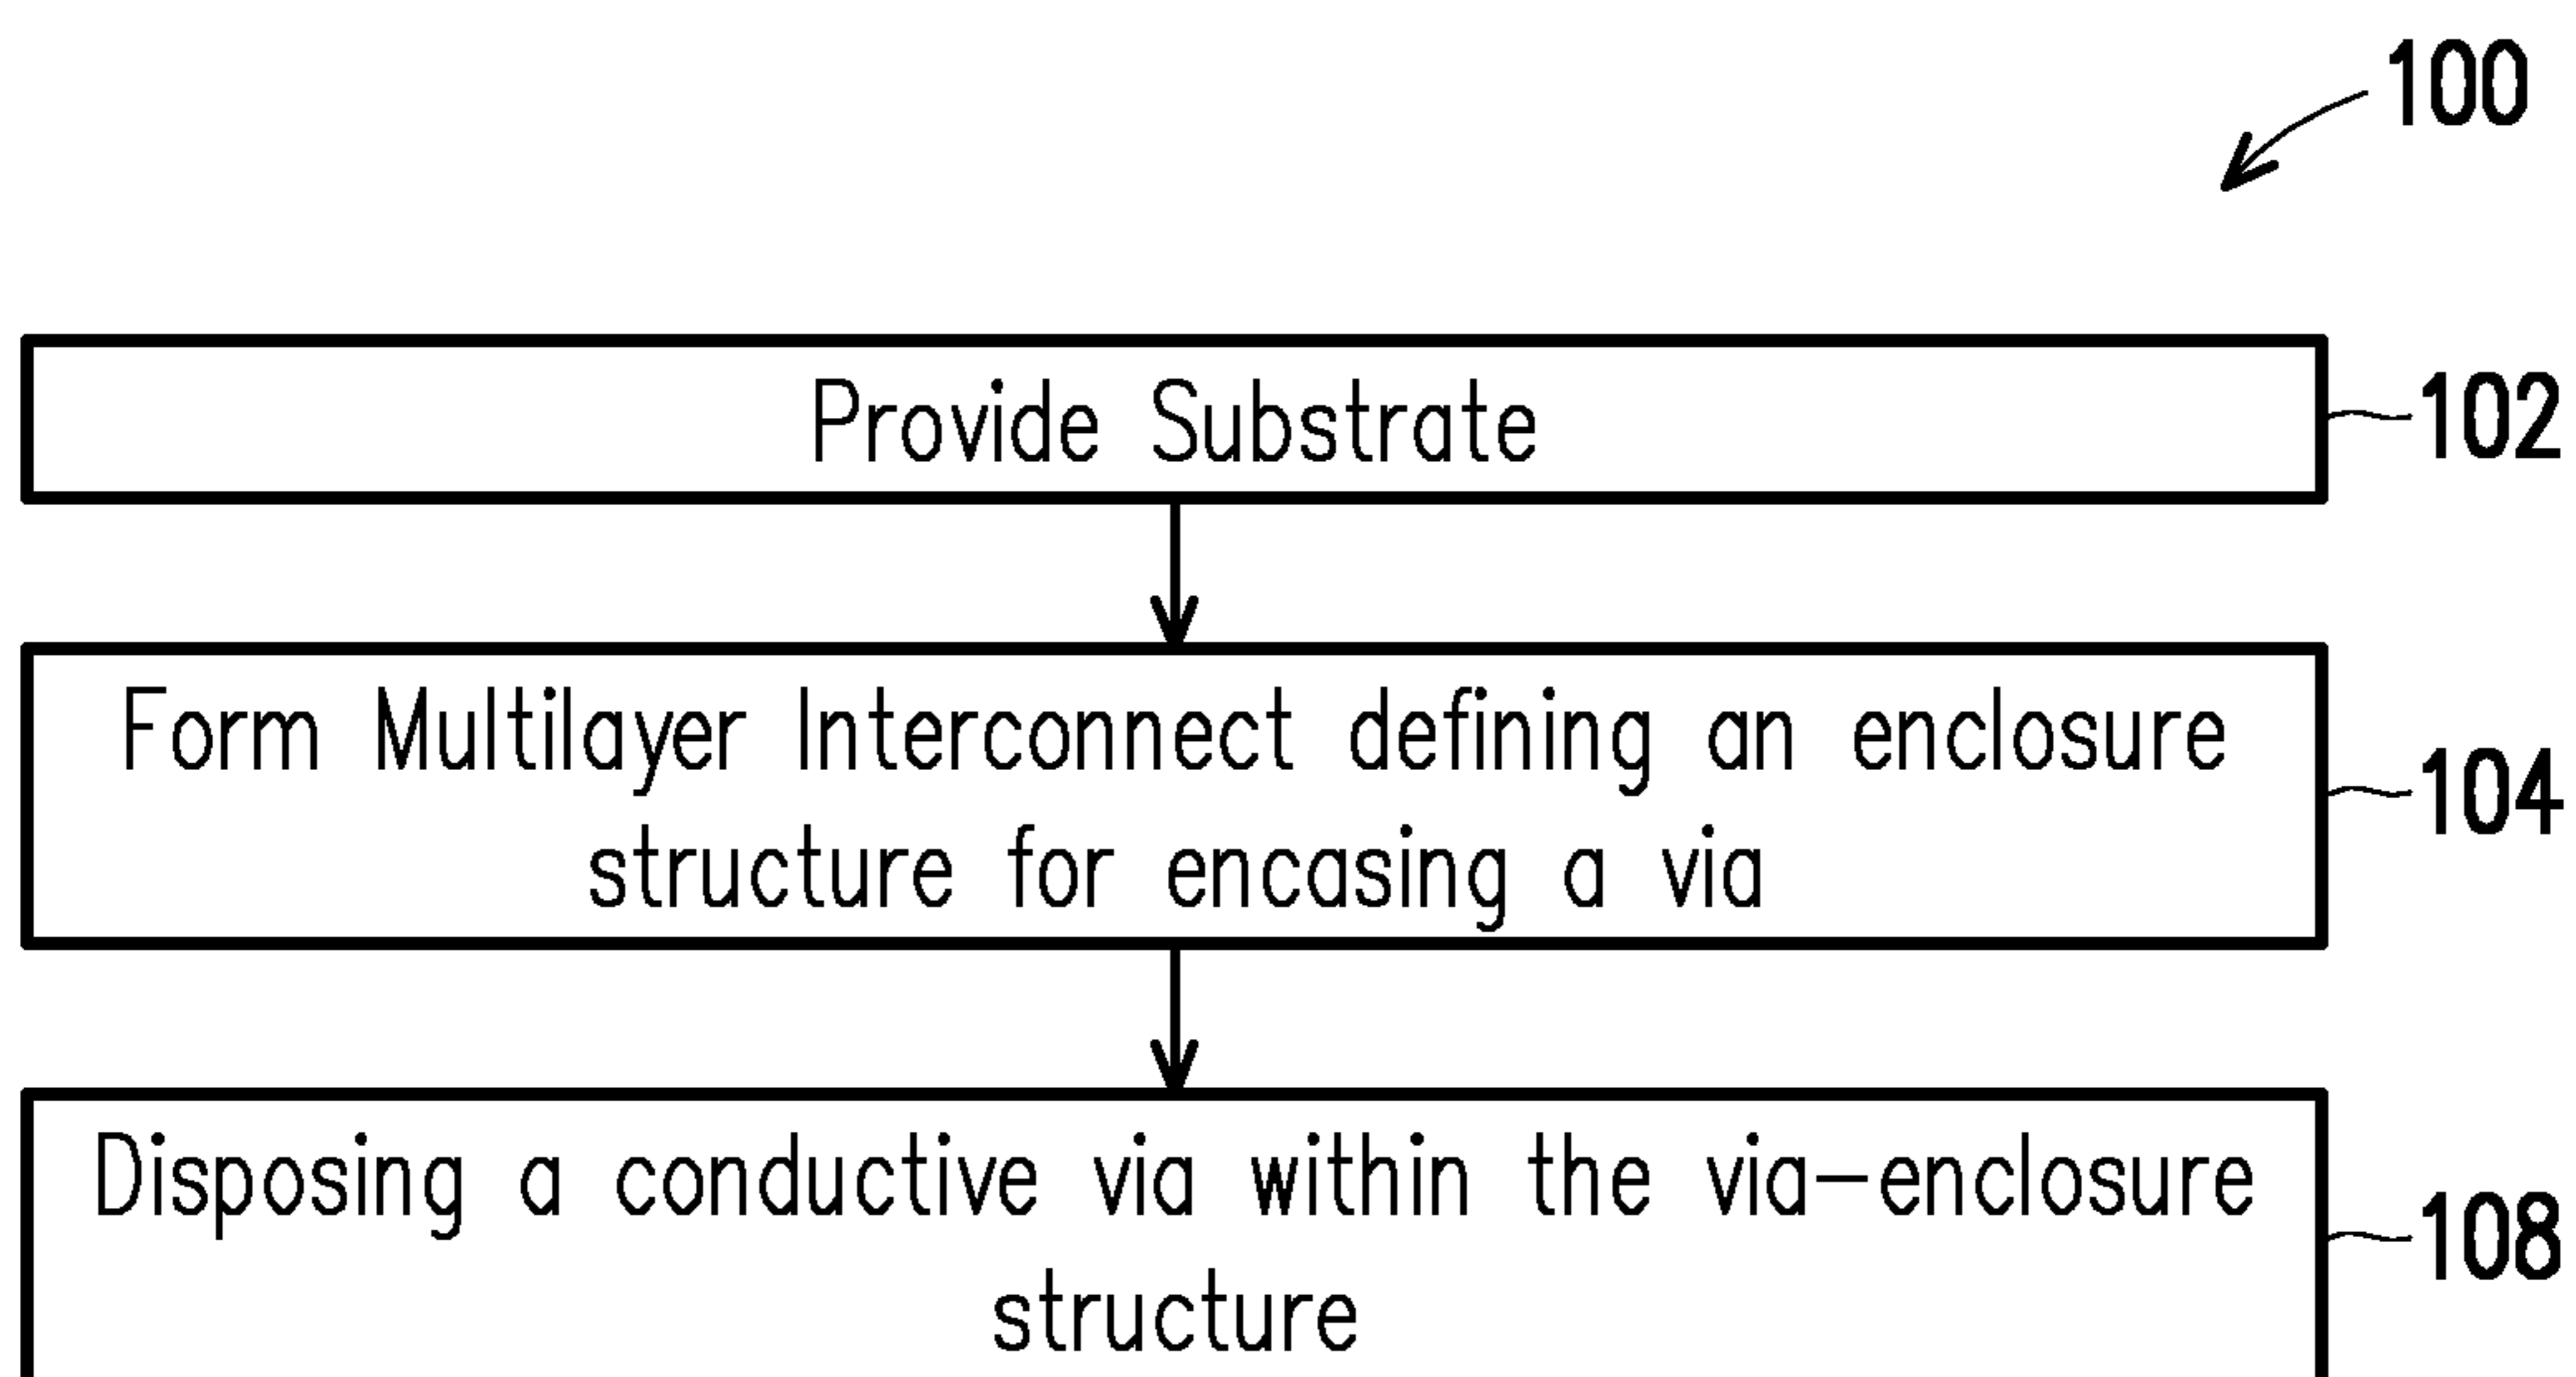 100
Provide Substrate
102
Form Multilayer Interconnect defining an enclosure
structure for encasing a via
104
Disposing a conductive via within the via-enclosure
structure
108